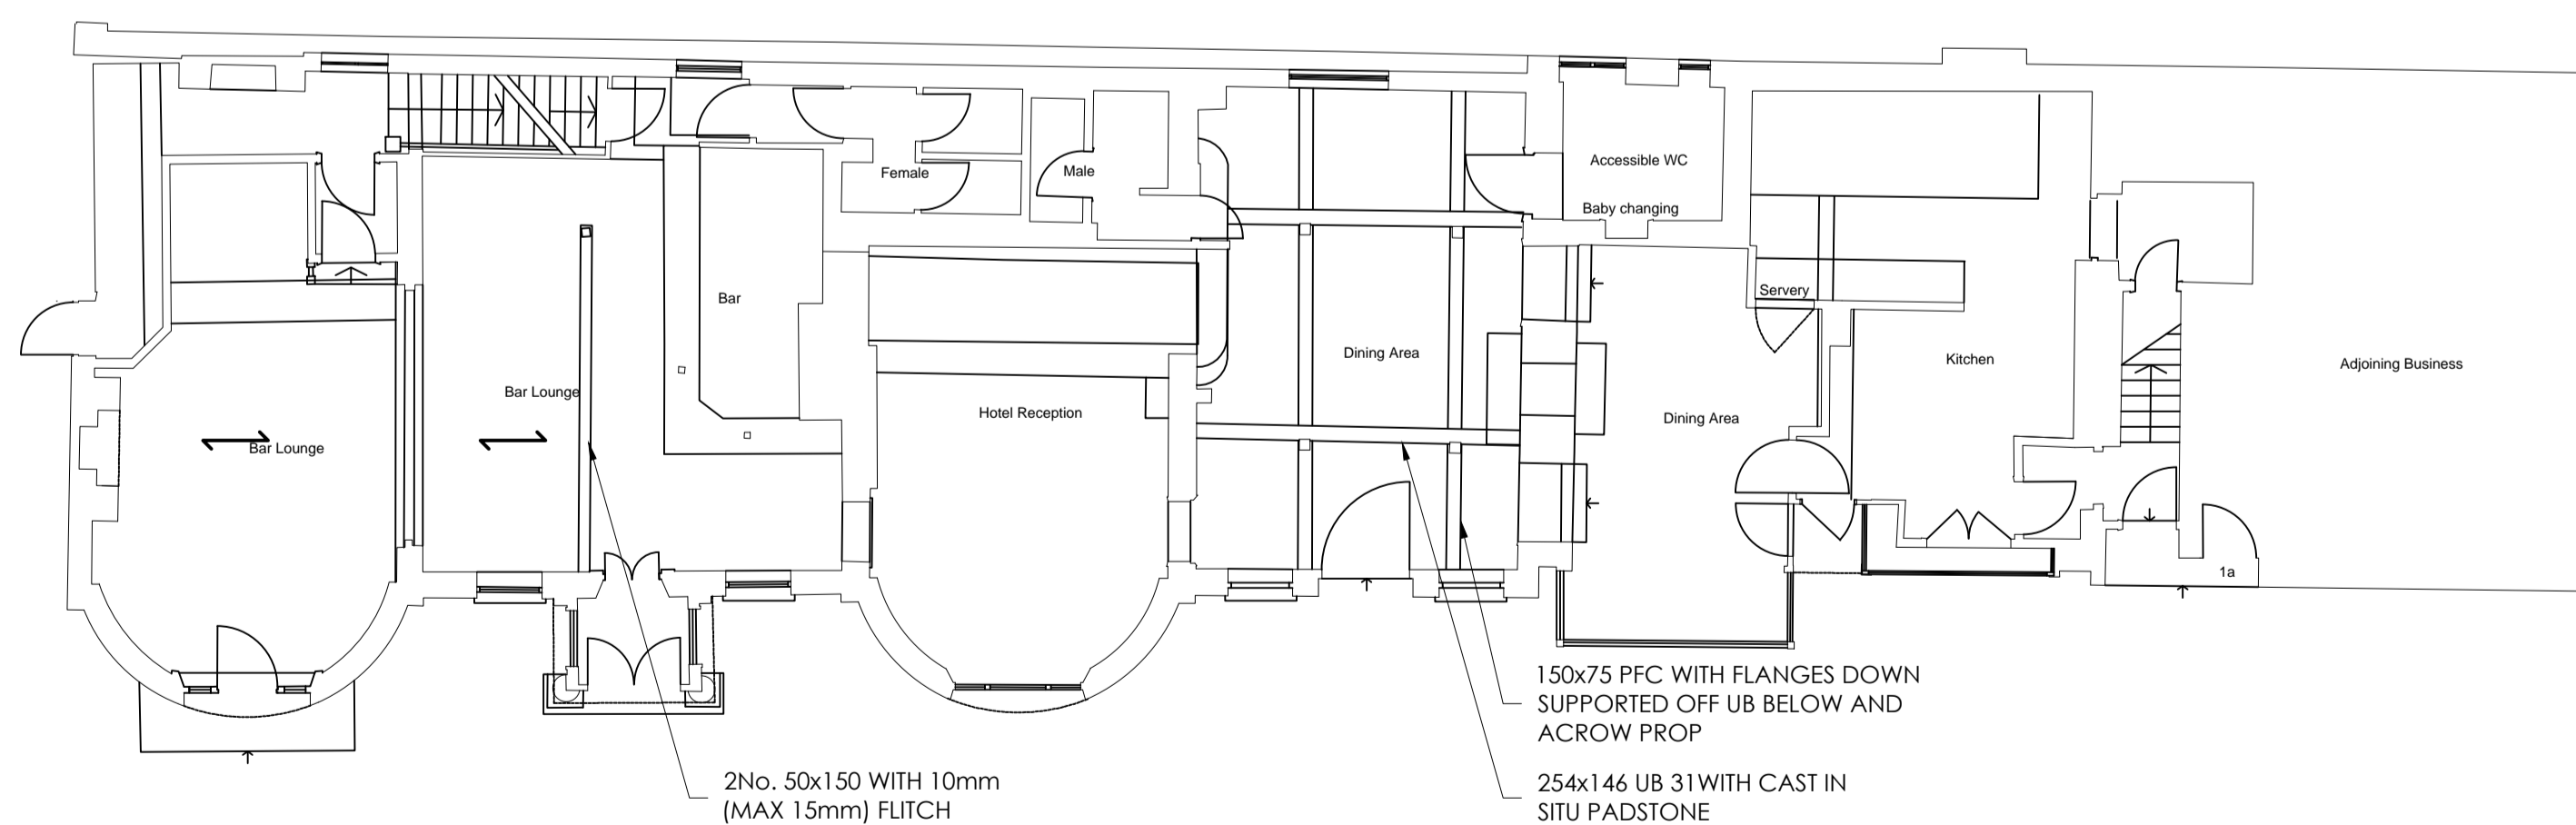 Accessible WC
Female
Male
Baby changing
Servery
Bar
Dining Area
Kitchen
Adjoining Business
Bar Lounge
Hotel Reception
Dining Area
Bar Lounge
1a
150x75 PFC WITH FLANGES DOWN
SUPPORTED OFF UB BELOW AND
ACROW PROP
2No. 50x150 WITH 10mm
(MAX 15mm) FLITCH
254x146 UB 31WITH CAST IN
SITU PADSTONE